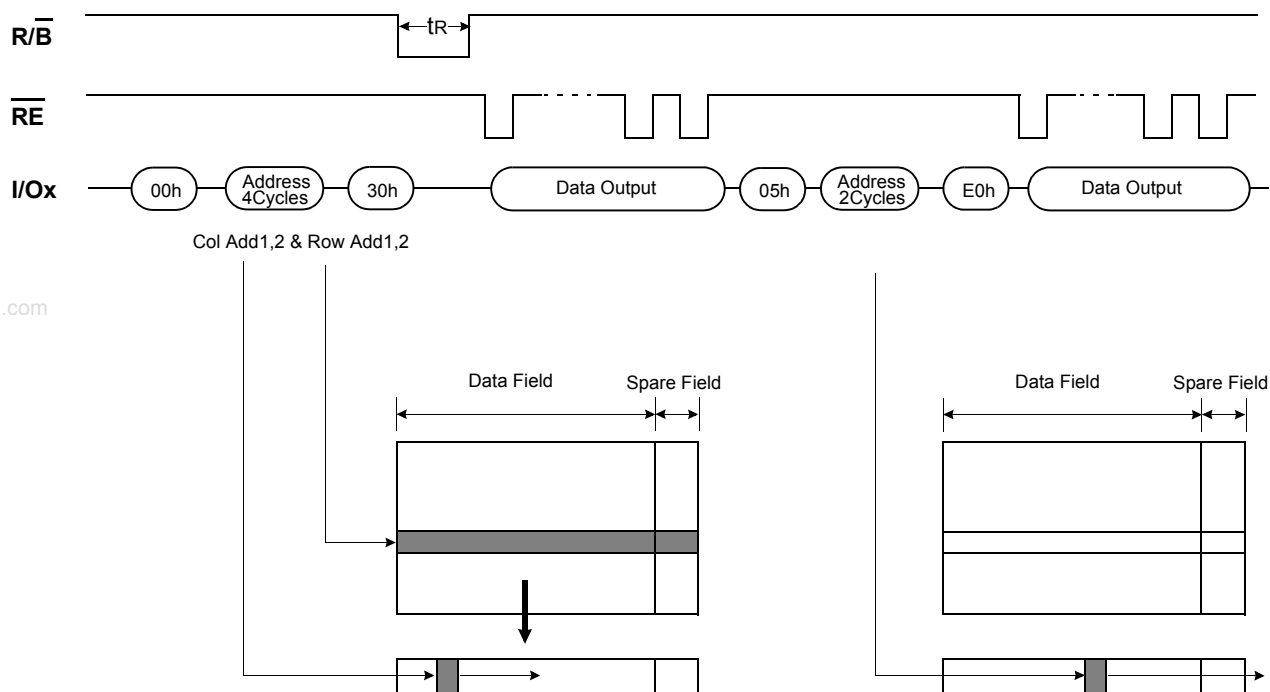 R/B
tR
RE
I/Ox
00h
Address
4Cycles
30h
Data Output
05h
Address
2Cycles
E0h
Data Output
Col Add1,2 & Row Add1,2
.com
Data Field
Spare Field
Data Field
Spare Field